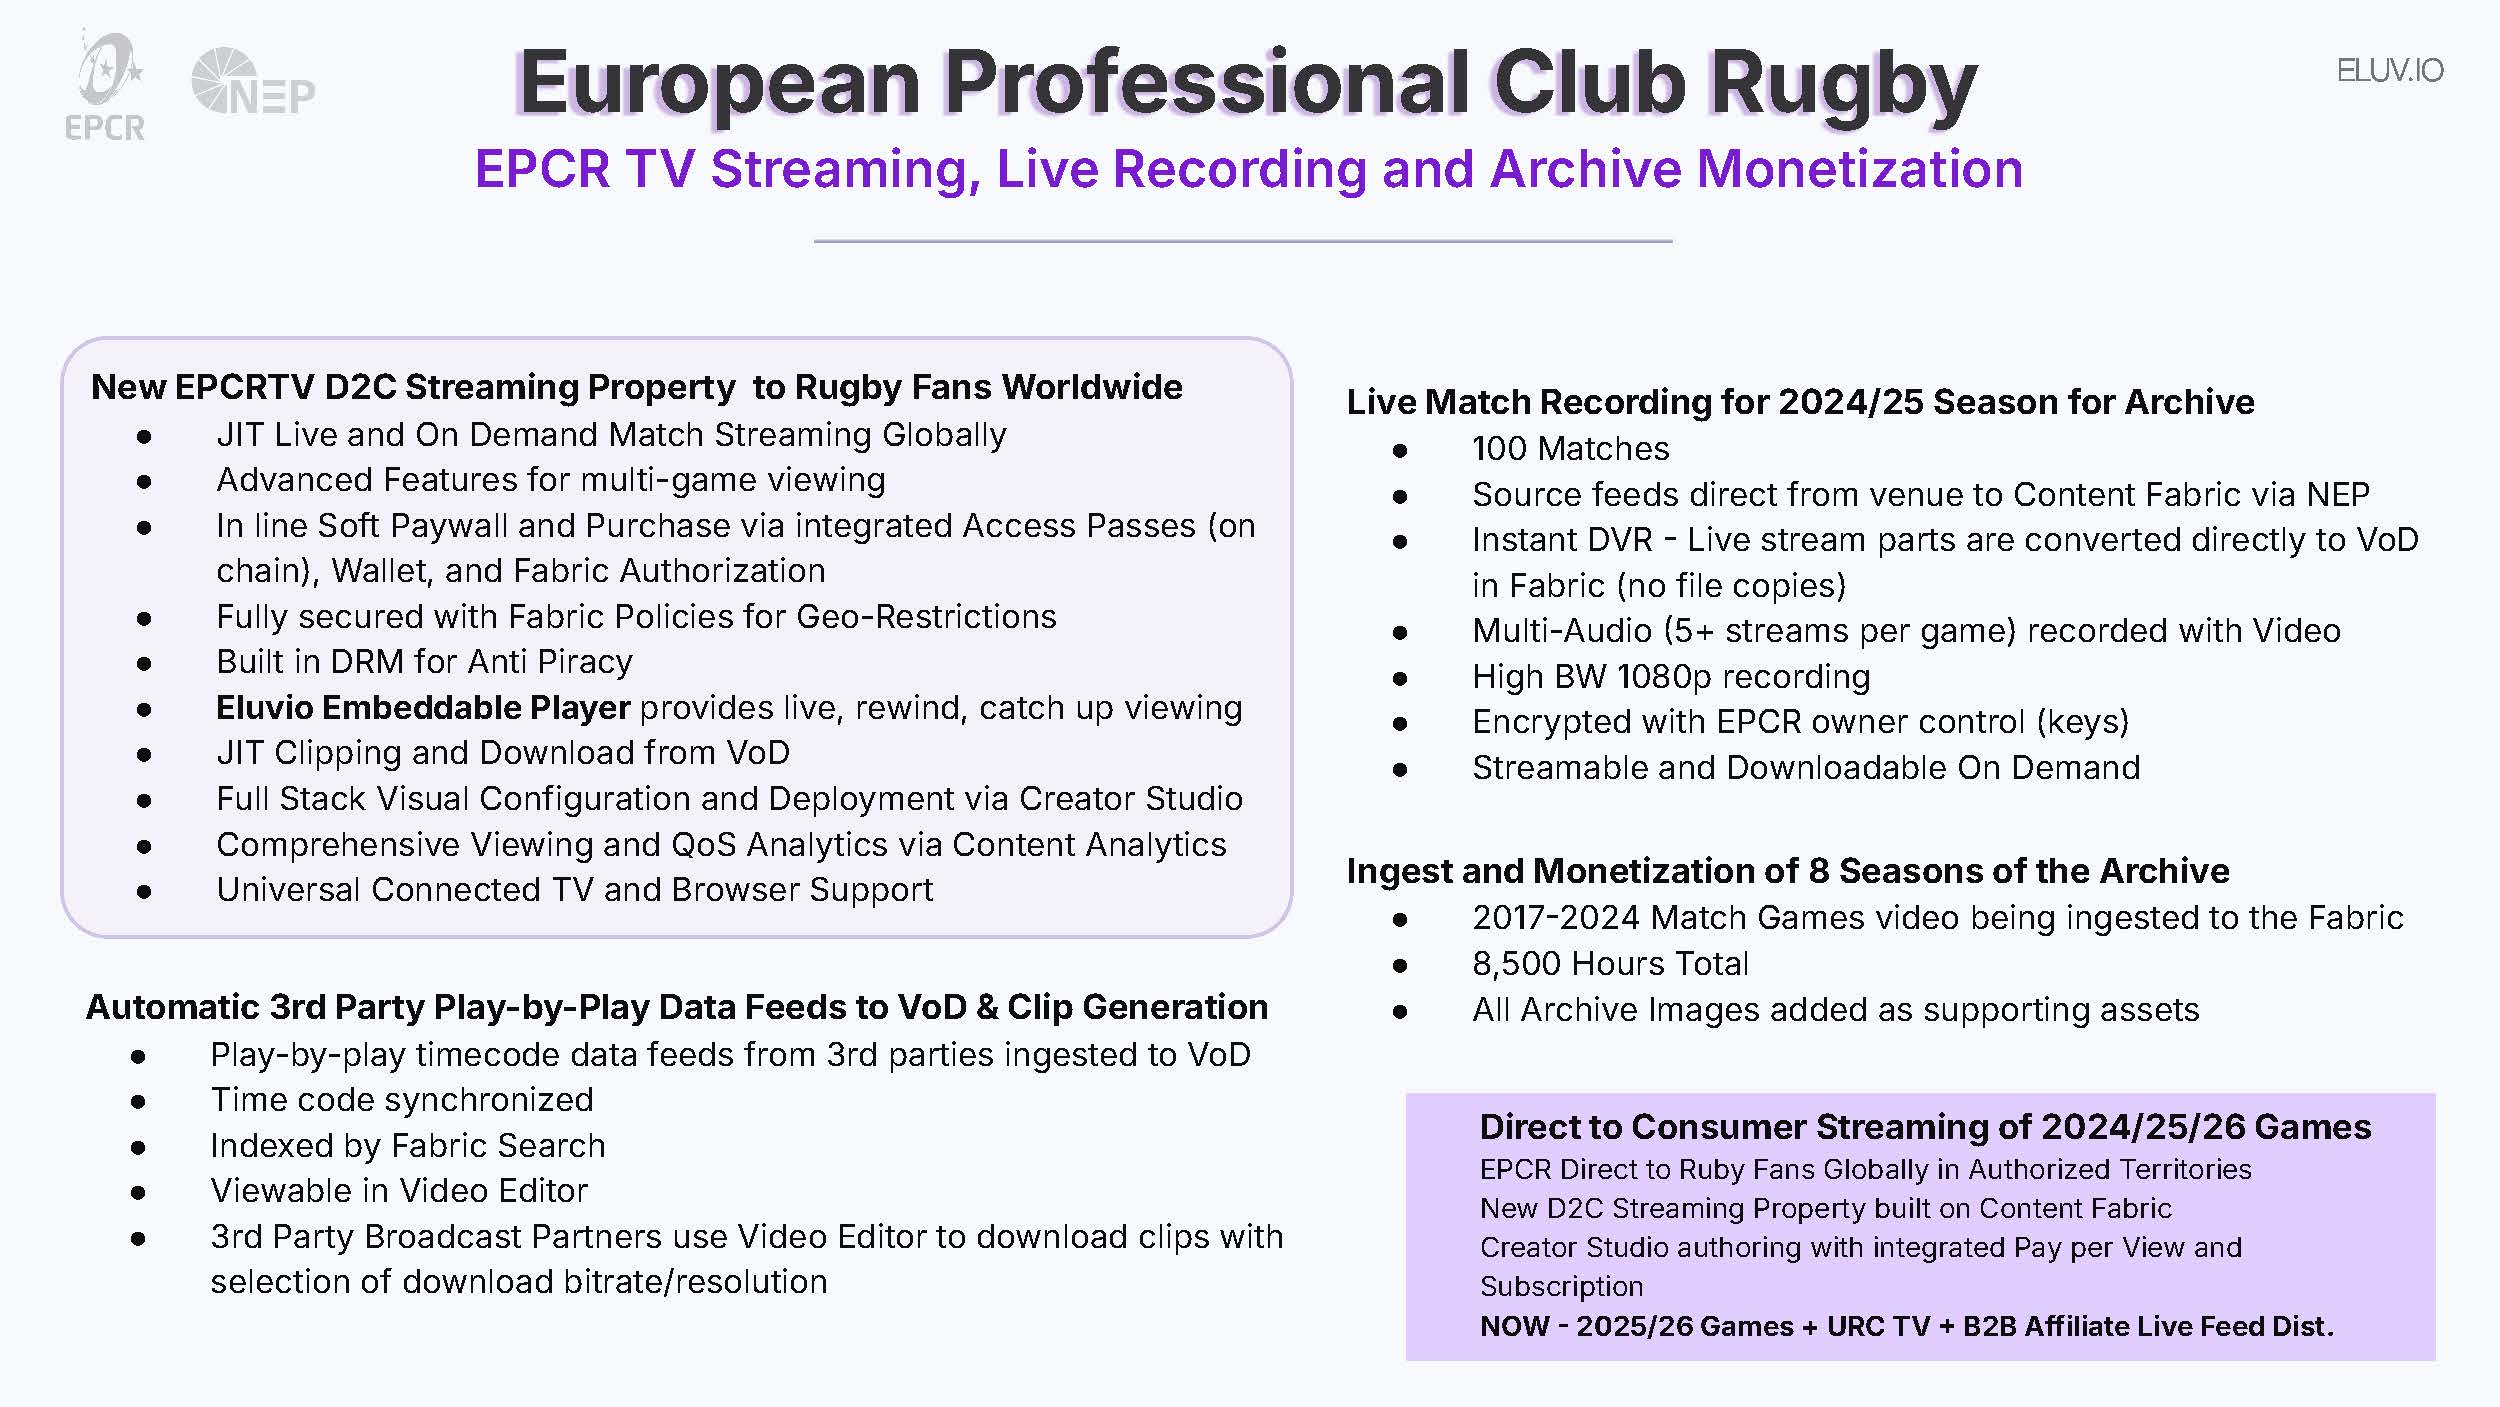 EPCR
NEP
European Professional Club Rugby
ELUV.IO
EPCR TV Streaming, Live Recording and Archive Monetization
New EPCRTV D2C Streaming Property to Rugby Fans Worldwide
● JIT Live and On Demand Match Streaming Globally
● Advanced Features for multi-game viewing
● In line Soft Paywall and Purchase via integrated Access Passes (on
chain), Wallet, and Fabric Authorization
● Fully secured with Fabric Policies for Geo-Restrictions
● Built in DRM for Anti Piracy
● Eluvio Embeddable Player provides live, rewind, catch up viewing
● JIT Clipping and Download from VoD
● Full Stack Visual Configuration and Deployment via Creator Studio
● Comprehensive Viewing and QoS Analytics via Content Analytics
● Universal Connected TV and Browser Support
Automatic 3rd Party Play-by-Play Data Feeds to VoD & Clip Generation
● Play-by-play timecode data feeds from 3rd parties ingested to VoD
● Time code synchronized
● Indexed by Fabric Search
● Viewable in Video Editor
● 3rd Party Broadcast Partners use Video Editor to download clips with
selection of download bitrate/resolution
Live Match Recording for 2024/25 Season for Archive
● 100 Matches
● Source feeds direct from venue to Content Fabric via NEP
● Instant DVR - Live stream parts are converted directly to VoD
in Fabric (no file copies)
● Multi-Audio (5+ streams per game) recorded with Video
● High BW 1080p recording
● Encrypted with EPCR owner control (keys)
● Streamable and Downloadable On Demand
Ingest and Monetization of 8 Seasons of the Archive
● 2017-2024 Match Games video being ingested to the Fabric
● 8,500 Hours Total
● All Archive Images added as supporting assets
Direct to Consumer Streaming of 2024/25/26 Games
EPCR Direct to Ruby Fans Globally in Authorized Territories
New D2C Streaming Property built on Content Fabric
Creator Studio authoring with integrated Pay per View and
Subscription
NOW - 2025/26 Games + URC TV + B2B Affiliate Live Feed Dist.